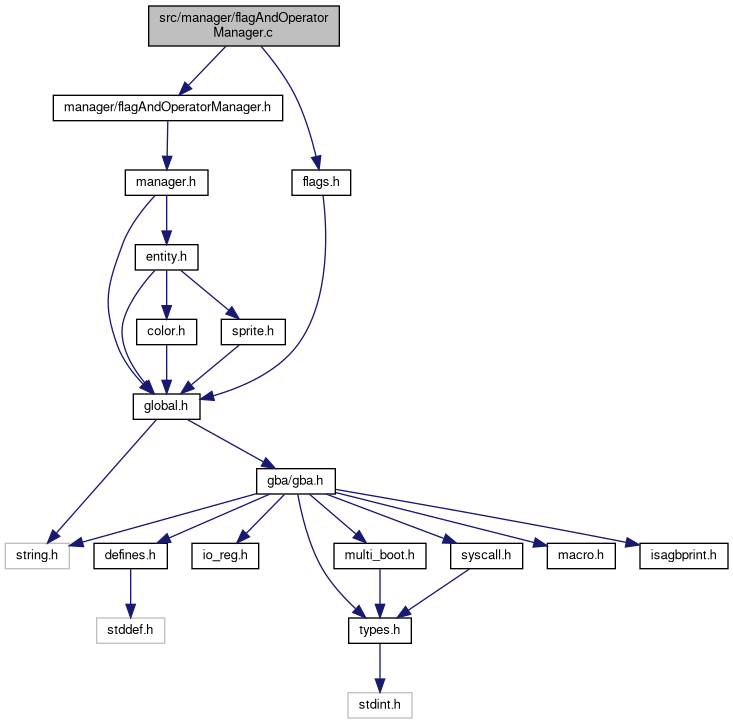 src/manager/flagAndOperator
Manager.c
manager/flagAndOperatorManager.h
manager.h
flags.h
entity.h
color.h
sprite.h
global.h
gba/gba.h
string.h
defines.h
io_reg.h
multi_boot.h
syscall.h
macro.h
isagbprint.h
stddef.h
types.h
stdint.h